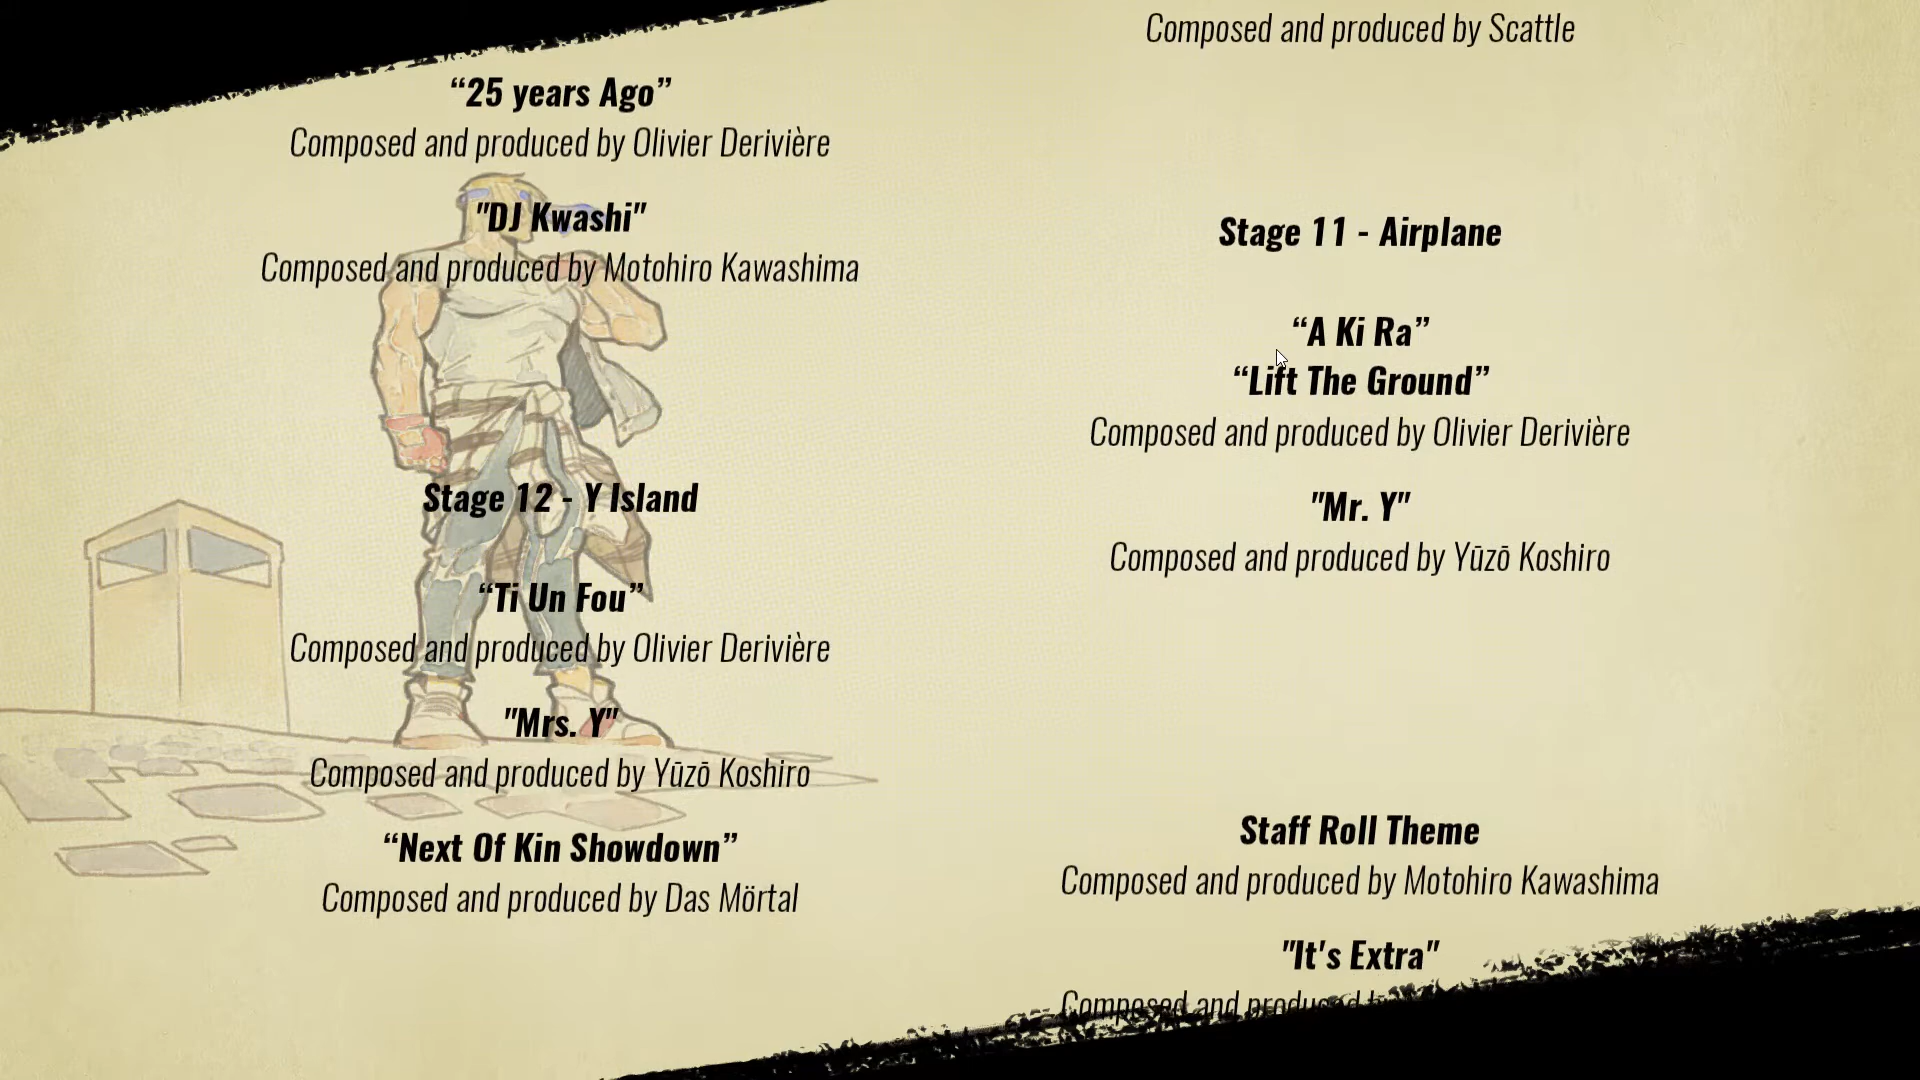 “25 years Ago”
Composed and produced by Olivier Derivière
"DJ Kwashi"
Composed and produced by Motohiro Kawashima
Stage 12 - Y Island
“Ti Un Fou”
Composed and produced by Olivier Derivière
"Mrs. Y"
Composed and produced by Yūzō Koshiro
“Next Of Kin Showdown”
Composed and produced by Das Mörtal
Composed and produced by Scattle
Stage 11 - Airplane
“A Ki Ra”
“Lift The Ground”
Composed and produced by Olivier Derivière
"Mr. Y"
Composed and produced by Yūzō Koshiro
Staff Roll Theme
Composed and produced by Motohiro Kawashima
"It's Extra"
Composed and produced